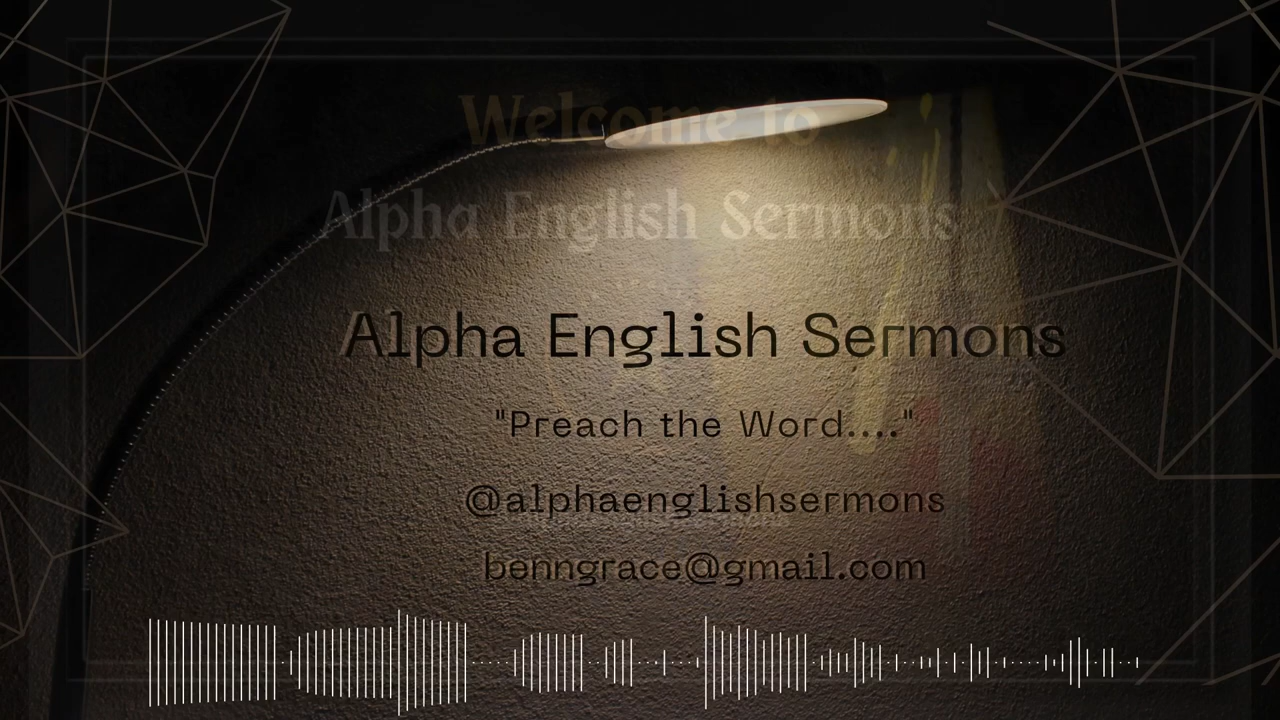 Welcome to
Alpha English Sermons
Alpha English Sermons
"Preach the Word...."
@alphaenglishsermons
benngrace@gmail.com